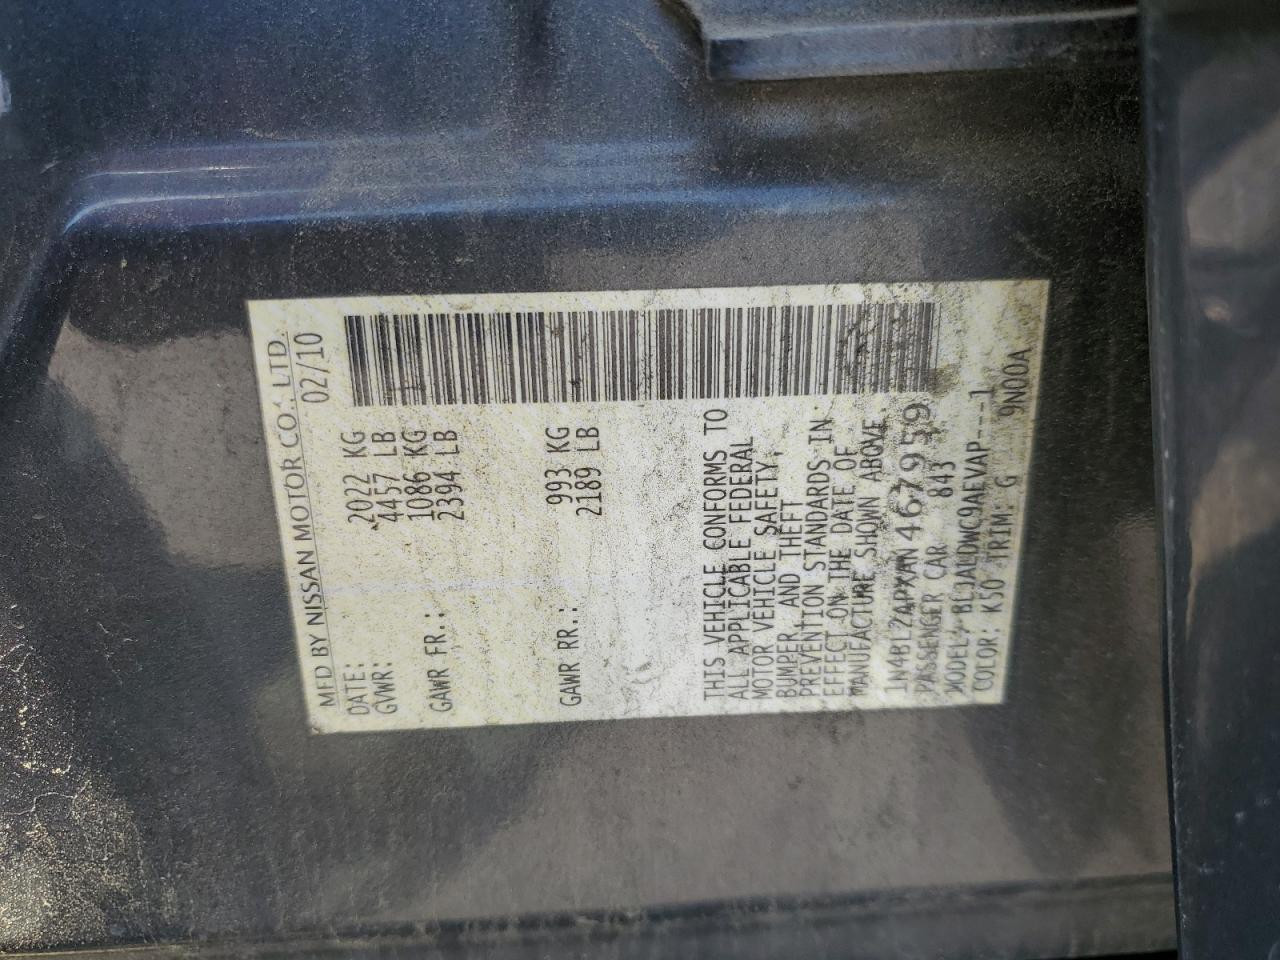 MFD BY NISSAN MOTOR CO., LTD.
DATE: 02/10
GVWR: 2022 KG
4457 LB
GAWR FR.: 1086 KG
2394 LB
GAWR RR.: 993 KG
2189 LB
THIS VEHICLE CONFORMS TO
ALL APPLICABLE FEDERAL
MOTOR VEHICLE SAFETY,
BUMPER, AND THEFT
PREVENTION STANDARDS IN
EFFECT ON THE DATE OF
MANUFACTURE SHOWN ABOVE.
1N4BL2APXAN467959
PASSENGER CAR 843
MODEL: BL3ALDWC9AEVAP----1
COLOR: K50 TRIM: G 9N00A